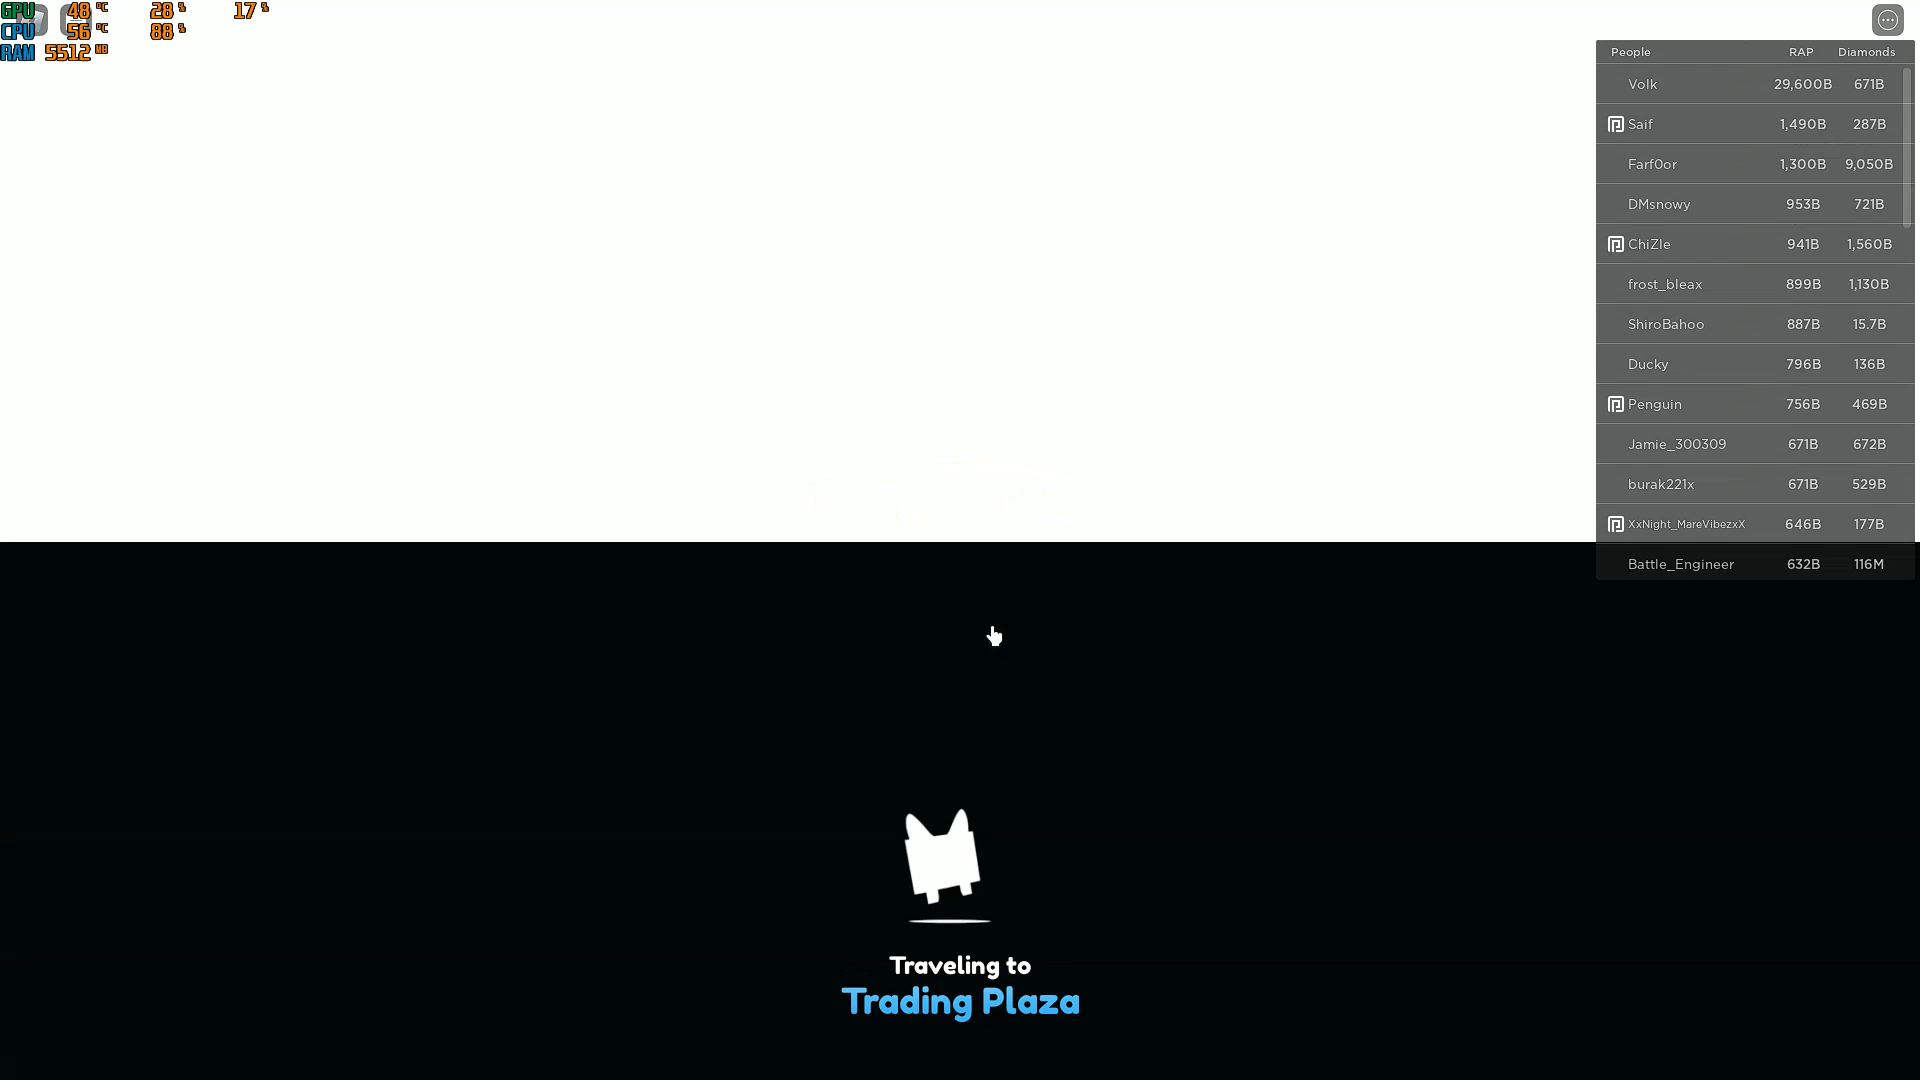 GPU 48 °C 28 % 17 %
CPU 56 °C 88 %
RAM 5512 MB
People RAP Diamonds
Volk 29,600B 671B
Saif 1,490B 287B
Farf0or 1,300B 9,050B
DMsnowy 953B 721B
ChiZle 941B 1,560B
frost_bleax 899B 1,130B
ShiroBahoo 887B 15.7B
Ducky 796B 136B
Penguin 756B 469B
Jamie_300309 671B 672B
burak221x 671B 529B
XxNight_MareVibezxX 646B 177B
Battle_Engineer 632B 116M
Traveling to
Trading Plaza